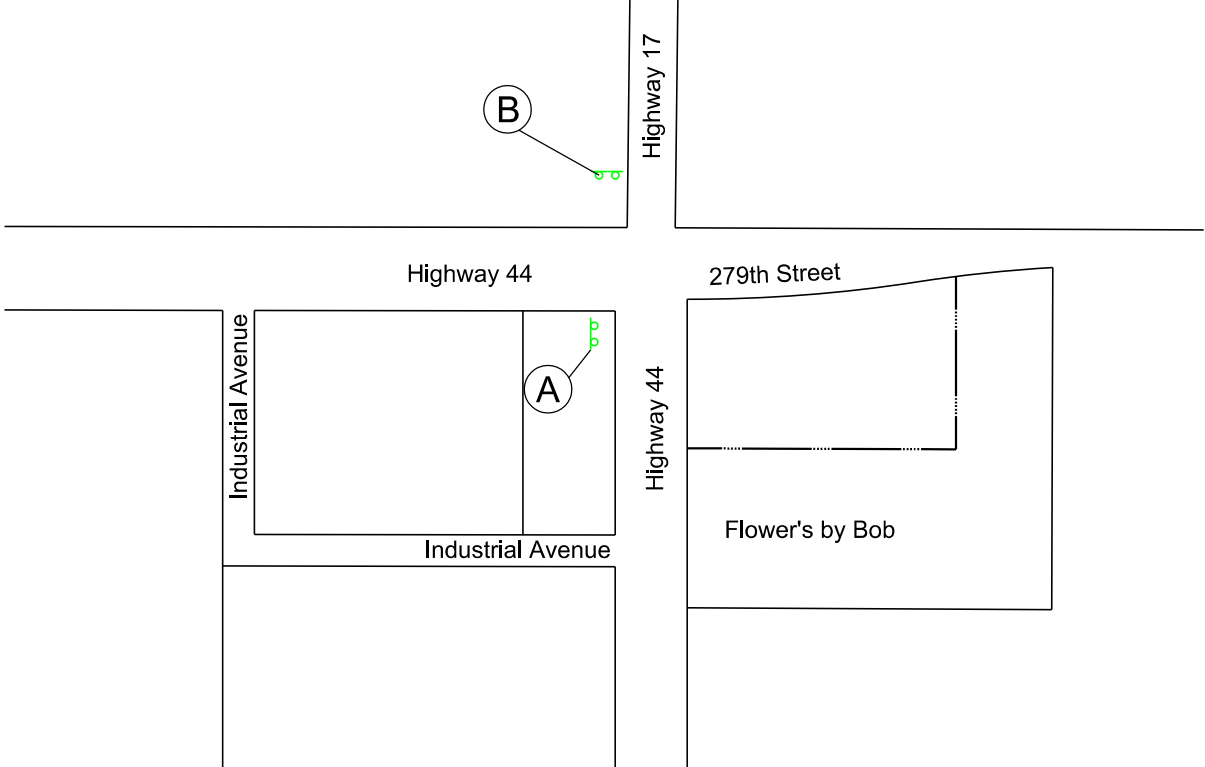 Highway 17
B
Highway 44
279th Street
Industrial Avenue
A
Highway 44
Flower's by Bob
Industrial Avenue